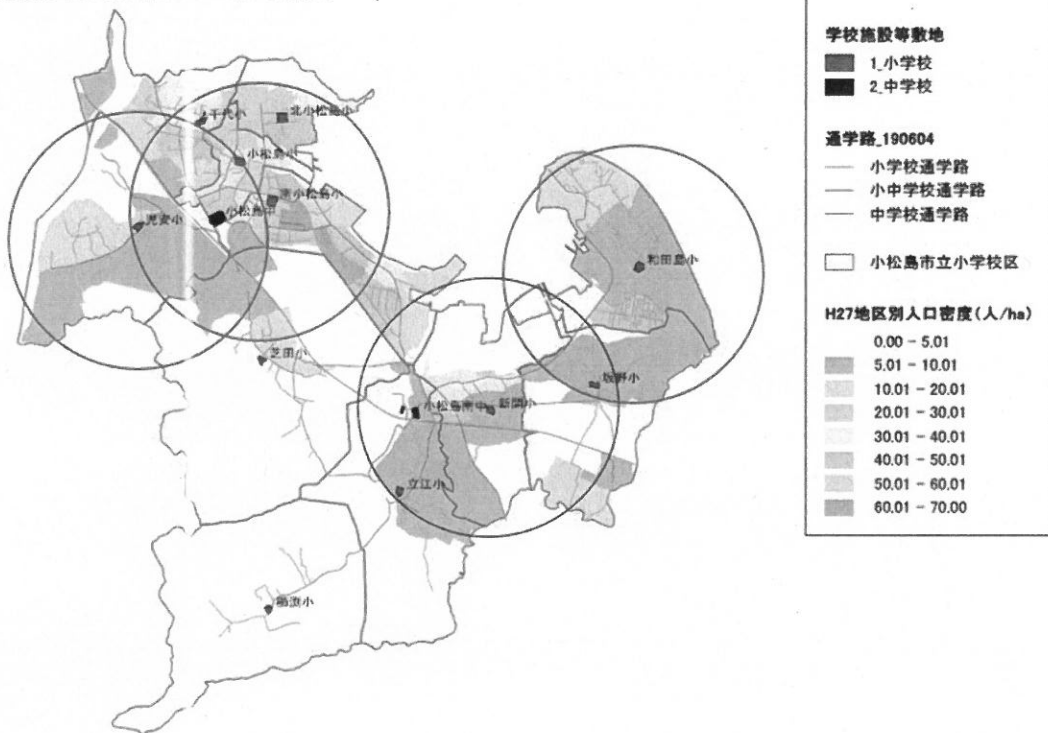 千代小
北小松島小
小松島小
南小松島小
小松島中
児安小
和田島小
芝田小
坂野小
小松島南中
新開小
立江小
櫛渕小
学校施設等敷地
1_小学校
2_中学校
通学路_190604
小学校通学路
小中学校通学路
中学校通学路
小松島市立小学校区
H27地区別人口密度(人/ha)
0.00 - 5.01
5.01 - 10.01
10.01 - 20.01
20.01 - 30.01
30.01 - 40.01
40.01 - 50.01
50.01 - 60.01
60.01 - 70.00